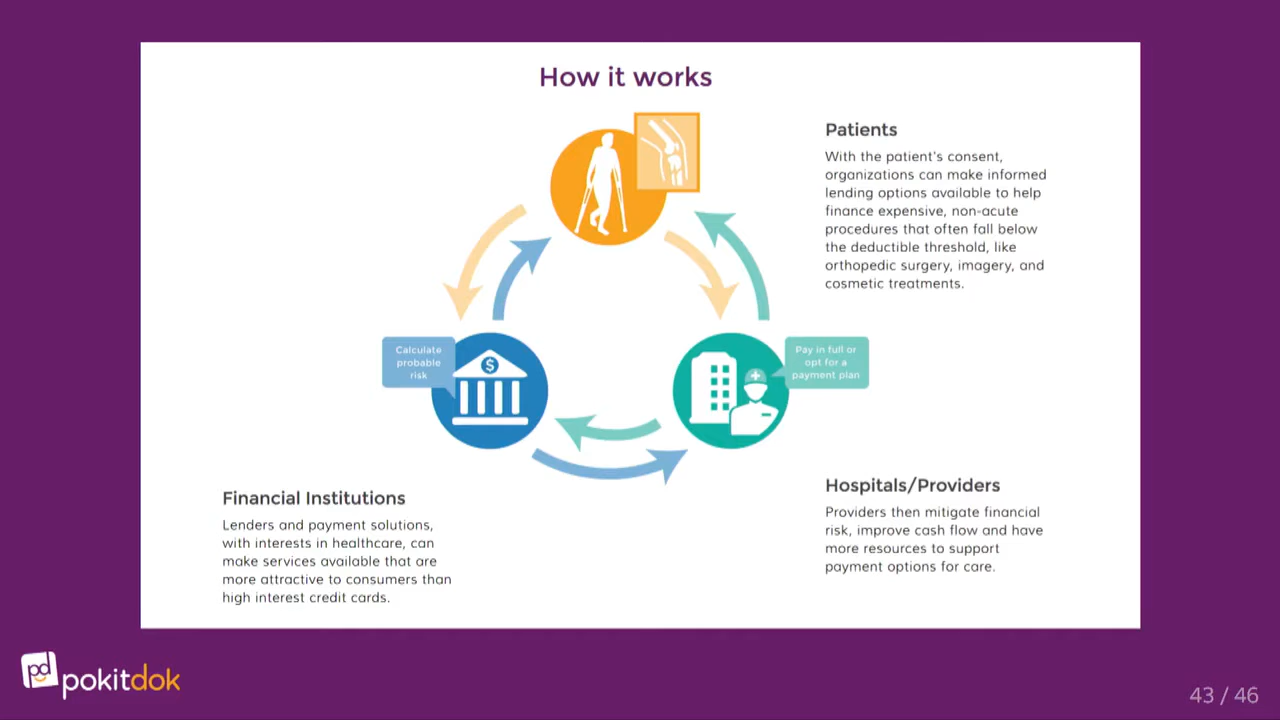 How it works
Patients
With the patient's consent,
organizations can make informed
lending options available to help
finance expensive, non-acute
procedures that often fall below
the deductible threshold, like
orthopedic surgery, imagery, and
cosmetic treatments.
Calculate
probable
risk
$
Pay in full or
opt for a
payment plan
Financial Institutions
Lenders and payment solutions,
with interests in healthcare, can
make services available that are
more attractive to consumers than
high interest credit cards.
Hospitals/Providers
Providers then mitigate financial
risk, improve cash flow and have
more resources to support
payment options for care.
pd
pokitdok
43 / 46